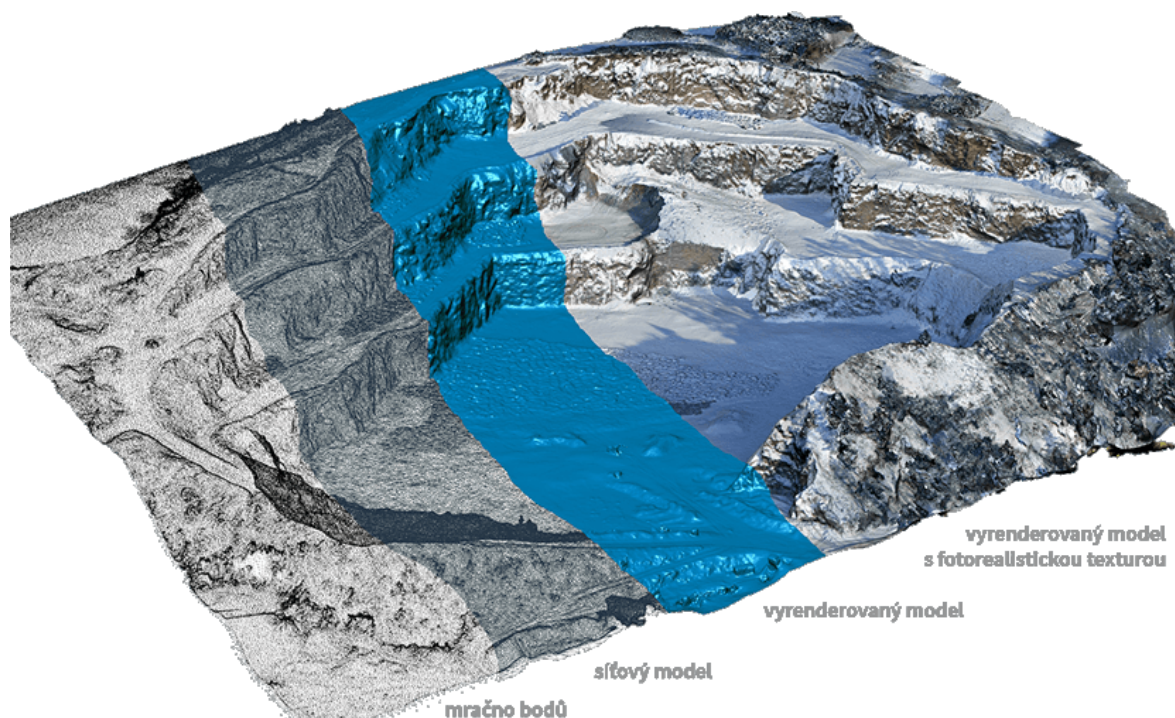 vyrenderovaný model
s fotorealistickou texturou
vyrenderovaný model
síťový model
mračno bodů